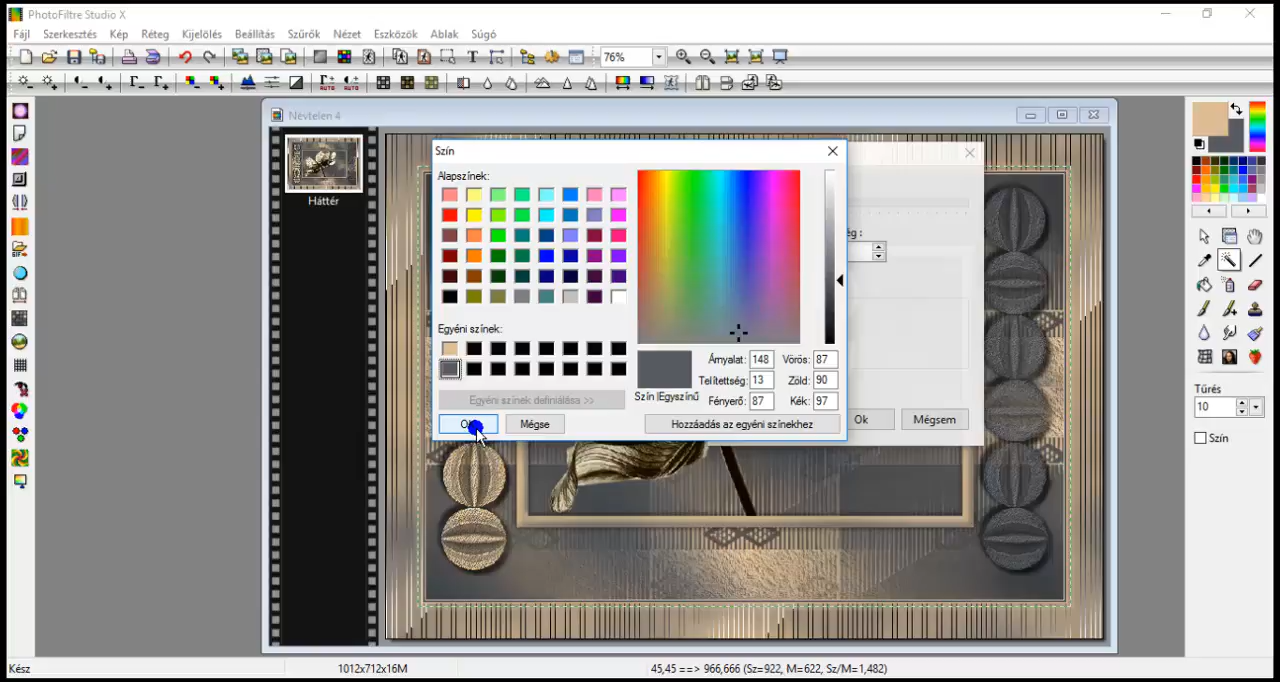 PhotoFiltre Studio X
Fájl Szerkesztés Kép Réteg Kijelölés Beállítás Szűrők Nézet Eszközök Ablak Súgó
76%
AUTO AUTO
Névtelen 4
Háttér
Szín
Alapszínek:
Egyéni színek:
Egyéni színek definiálása >>
Mégse
Szín|Egyszínű
Árnyalat: 148 Vörös: 87
Telítettség: 13 Zöld: 90
Fényerő: 87 Kék: 97
Hozzáadás az egyéni színekhez
ég :
Ok Mégsem
Tűrés
10
Szín
Kész 1012x712x16M 45,45 ==> 966,666 (Sz=922, M=622, Sz/M=1,482)